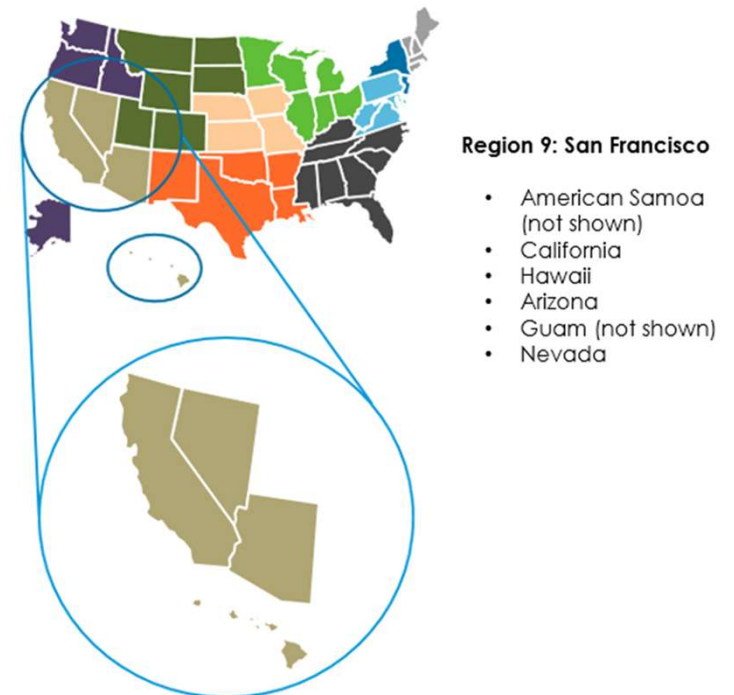 Region 9: San Francisco
• American Samoa
(not shown)
• California
• Hawaii
• Arizona
• Guam (not shown)
• Nevada